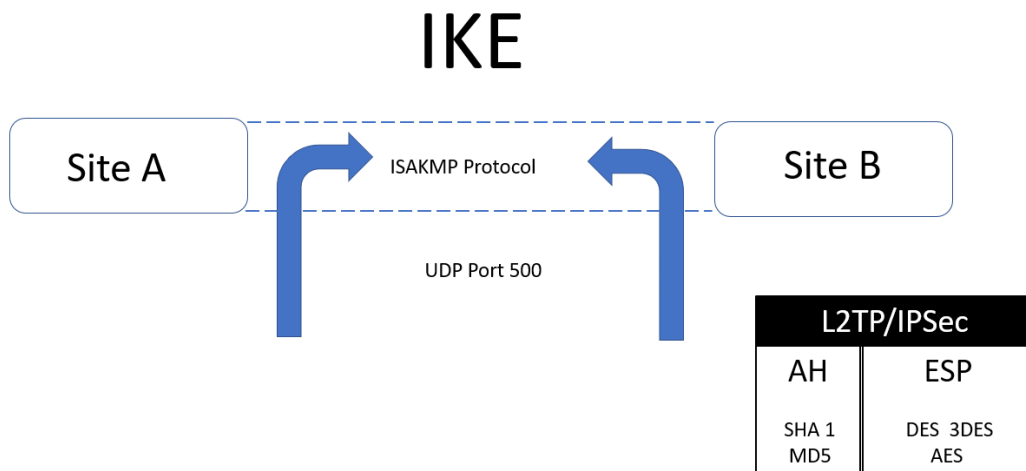 IKE
Site A
ISAKMP Protocol
Site B
UDP Port 500
L2TP/IPSec
AH
ESP
SHA 1
MD5
DES 3DES
AES